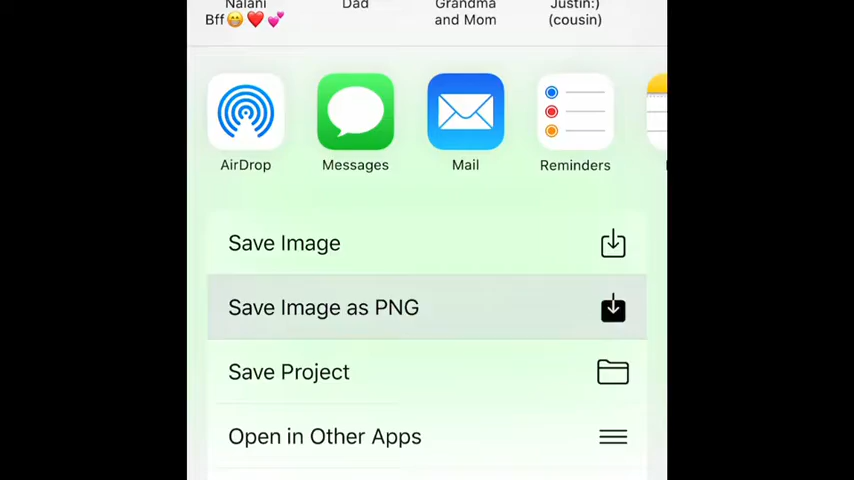 Nalani
Bff😁❤️💕
Dad
Grandma
and Mom
Justin:)
(cousin)
AirDrop
Messages
Mail
Reminders
Save Image
Save Image as PNG
Save Project
Open in Other Apps